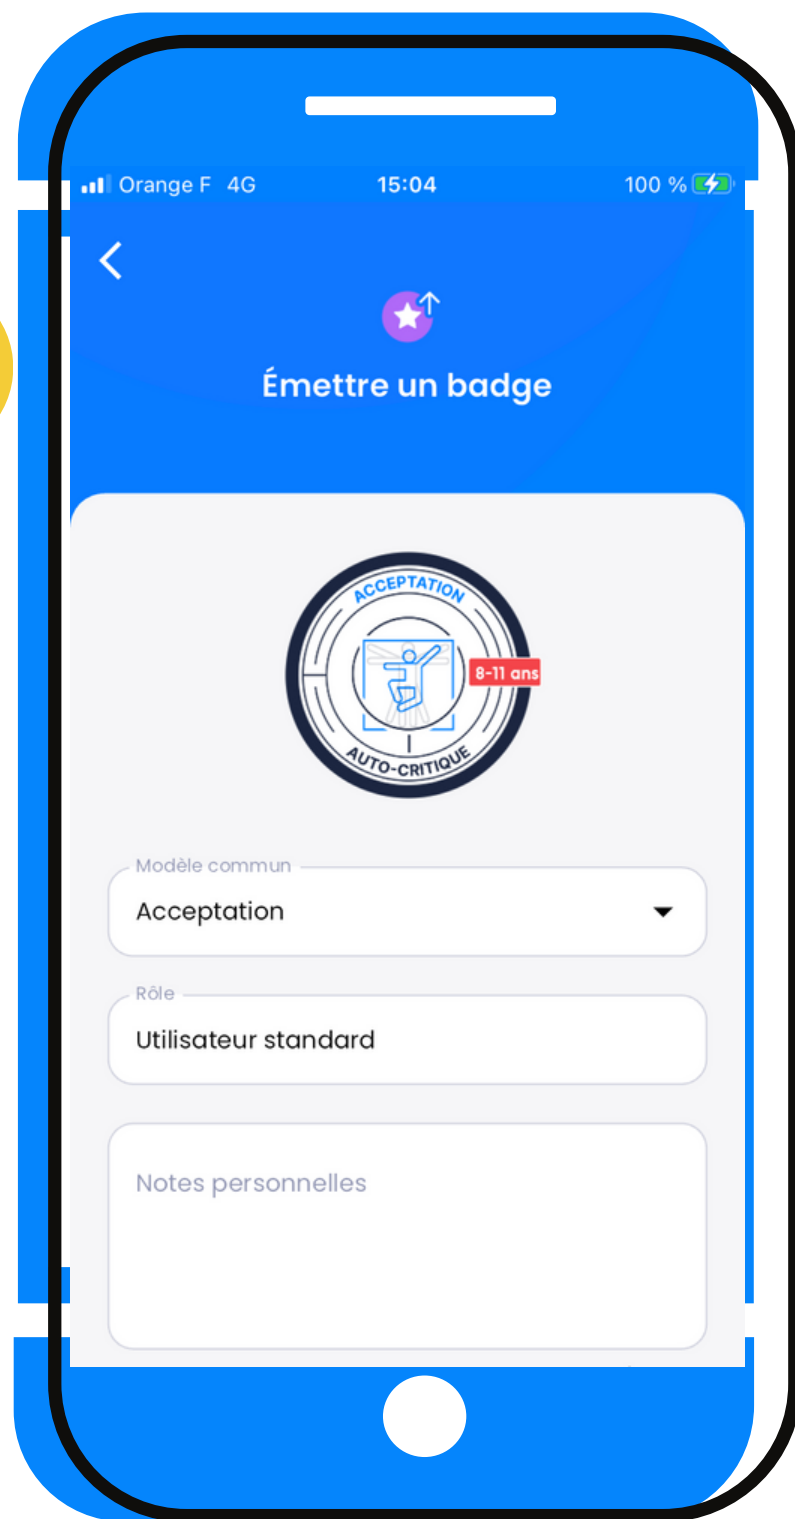 Orange F 4G 15:04 100 %
Émettre un badge
ACCEPTATION
8-11 ans
AUTO-CRITIQUE
Modèle commun
Acceptation
Rôle
Utilisateur standard
Notes personnelles